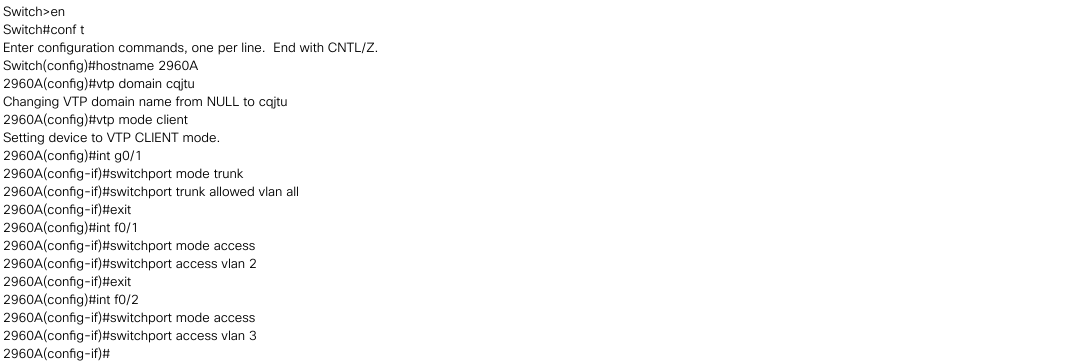 Switch>en
Switch#conf t
Enter configuration commands, one per line.  End with CNTL/Z.
Switch(config)#hostname 2960A
2960A(config)#vtp domain cqjtu
Changing VTP domain name from NULL to cqjtu
2960A(config)#vtp mode client
Setting device to VTP CLIENT mode.
2960A(config)#int g0/1
2960A(config-if)#switchport mode trunk
2960A(config-if)#switchport trunk allowed vlan all
2960A(config-if)#exit
2960A(config)#int f0/1
2960A(config-if)#switchport mode access
2960A(config-if)#switchport access vlan 2
2960A(config-if)#exit
2960A(config)#int f0/2
2960A(config-if)#switchport mode access
2960A(config-if)#switchport access vlan 3
2960A(config-if)#